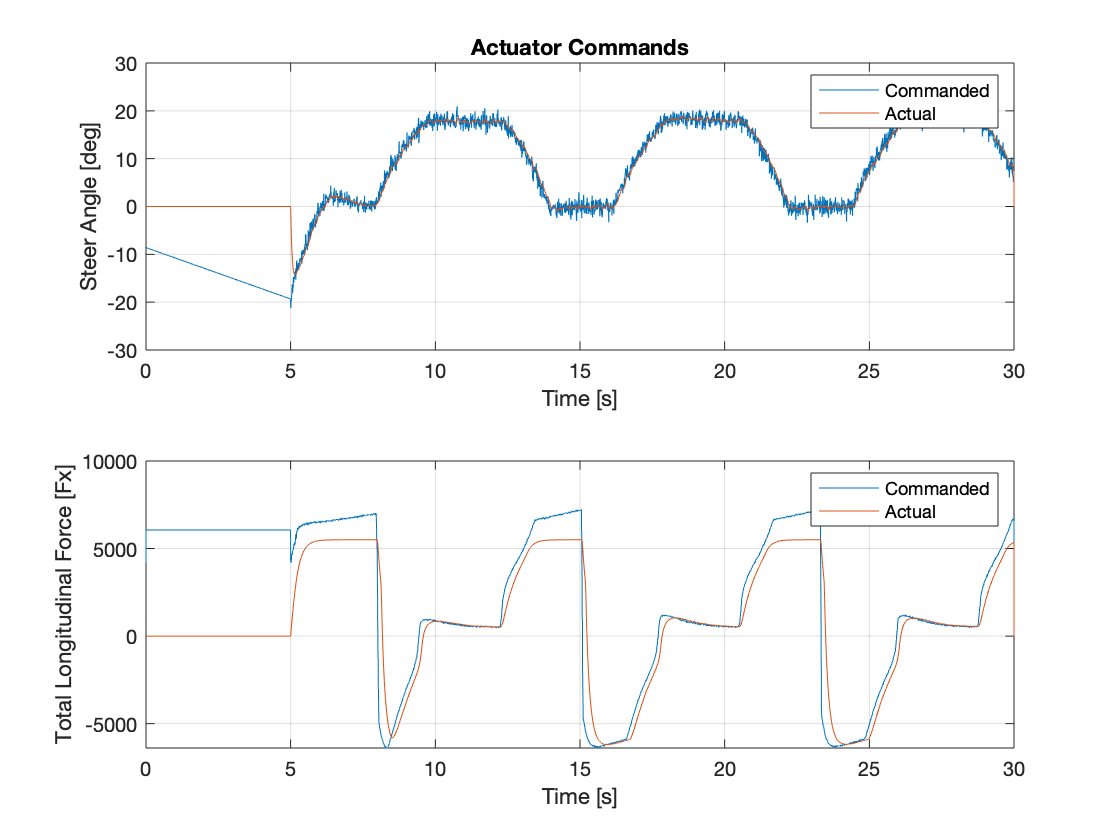 Actuator Commands
30
20
10
0
-10
-20
-30
Steer Angle [deg]
Commanded
Actual
0
5
10
15
20
25
30
Time [s]
10000
5000
0
-5000
Total Longitudinal Force [Fx]
Commanded
Actual
0
5
10
15
20
25
30
Time [s]